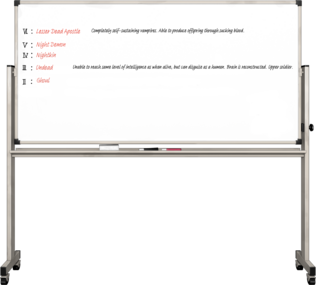 VI : Lesser Dead Apostle Completely self-sustaining vampires. Able to produce offspring through sucking blood.
V : Night Demon
IV : Nightkin
III : Undead Unable to reach same level of intelligence as when alive, but can disguise as a human. Brain is reconstructed. Upper soldier.
II : Ghoul